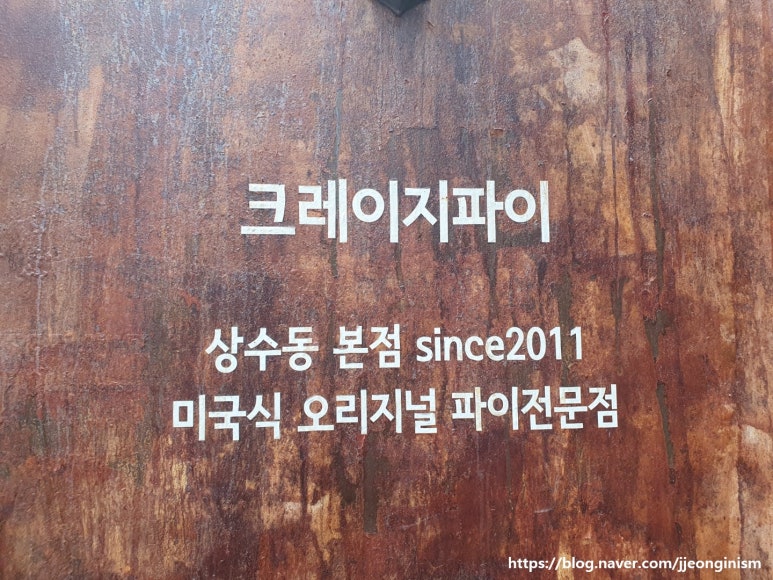 크레이지파이
상수동 본점 since2011
미국식 오리지널 파이전문점
https://blog.naver.com/jjeonginism